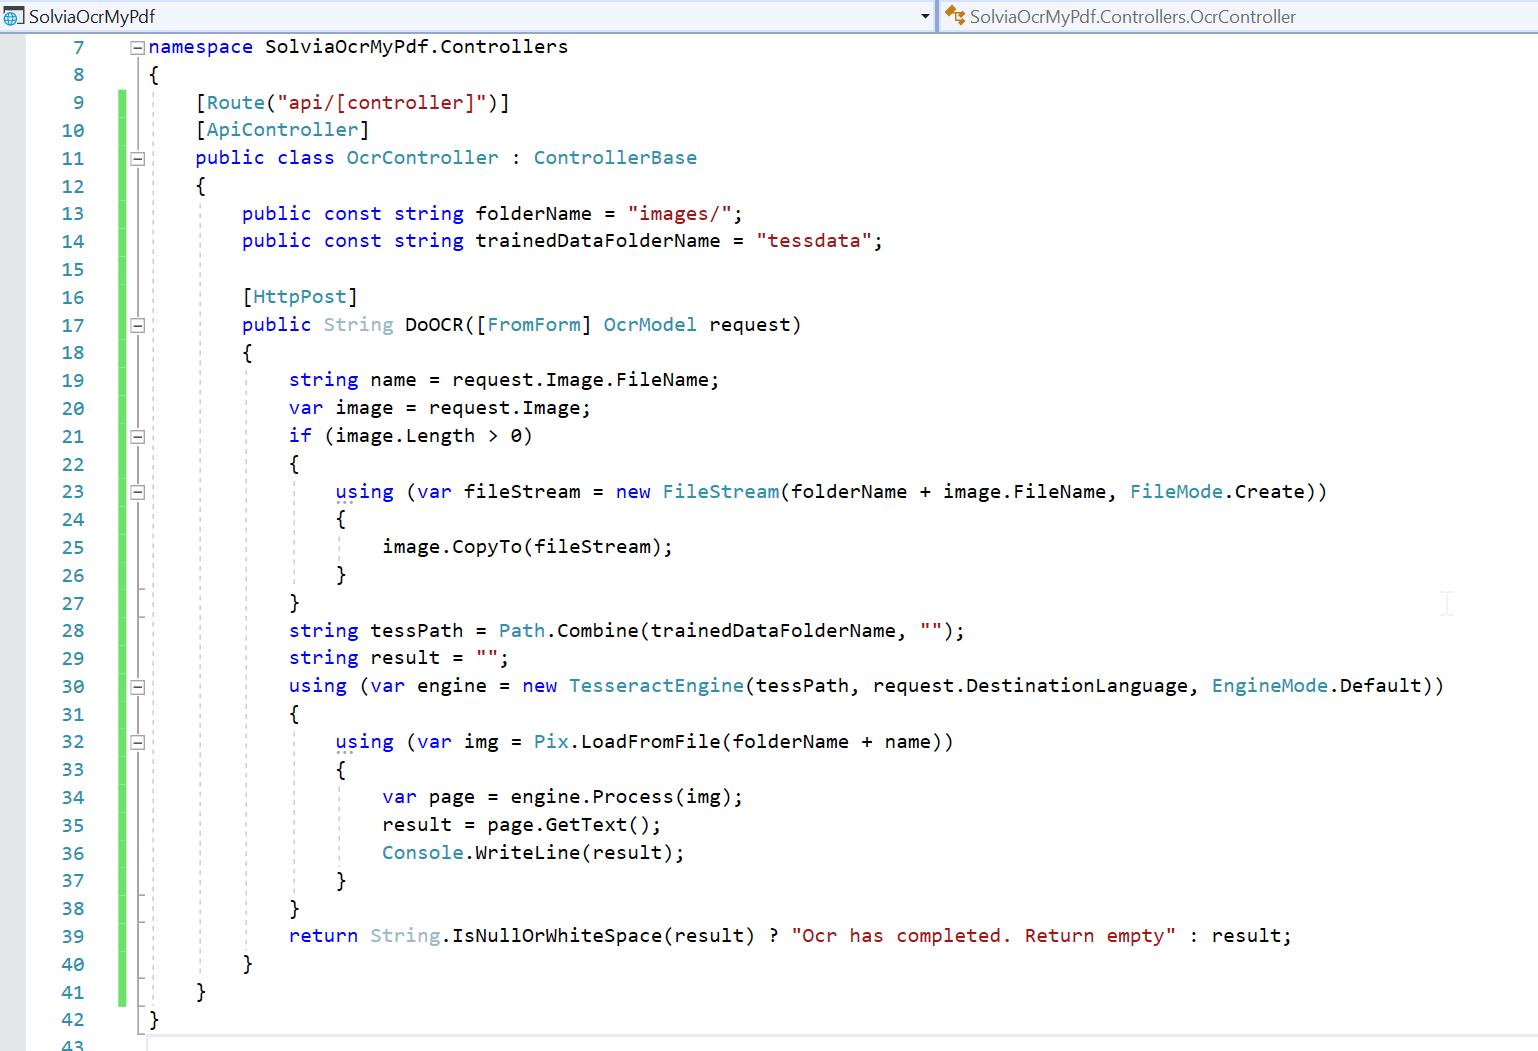 SolviaOcrMyPdf SolviaOcrMyPdf.Controllers.OcrController
7 namespace SolviaOcrMyPdf.Controllers
8 {
9 [Route("api/[controller]")]
10 [ApiController]
11 public class OcrController : ControllerBase
12 {
13 public const string folderName = "images/";
14 public const string trainedDataFolderName = "tessdata";
15
16 [HttpPost]
17 public String DoOCR([FromForm] OcrModel request)
18 {
19 string name = request.Image.FileName;
20 var image = request.Image;
21 if (image.Length > 0)
22 {
23 using (var fileStream = new FileStream(folderName + image.FileName, FileMode.Create))
24 {
25 image.CopyTo(fileStream);
26 }
27 }
28 string tessPath = Path.Combine(trainedDataFolderName, "");
29 string result = "";
30 using (var engine = new TesseractEngine(tessPath, request.DestinationLanguage, EngineMode.Default))
31 {
32 using (var img = Pix.LoadFromFile(folderName + name))
33 {
34 var page = engine.Process(img);
35 result = page.GetText();
36 Console.WriteLine(result);
37 }
38 }
39 return String.IsNullOrWhiteSpace(result) ? "Ocr has completed. Return empty" : result;
40 }
41 }
42 }
43